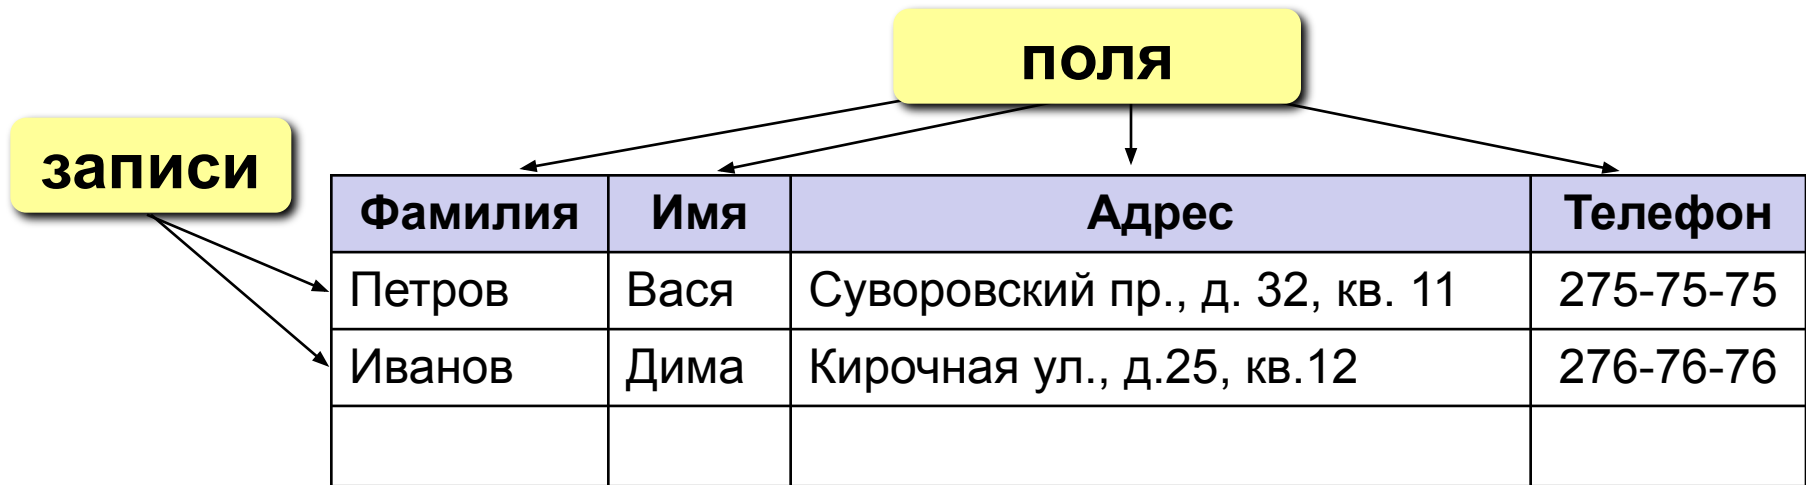 поля
записи
Фамилия Имя Адрес Телефон
Петров Вася Суворовский пр., д. 32, кв. 11 275-75-75
Иванов Дима Кирочная ул., д.25, кв.12 276-76-76